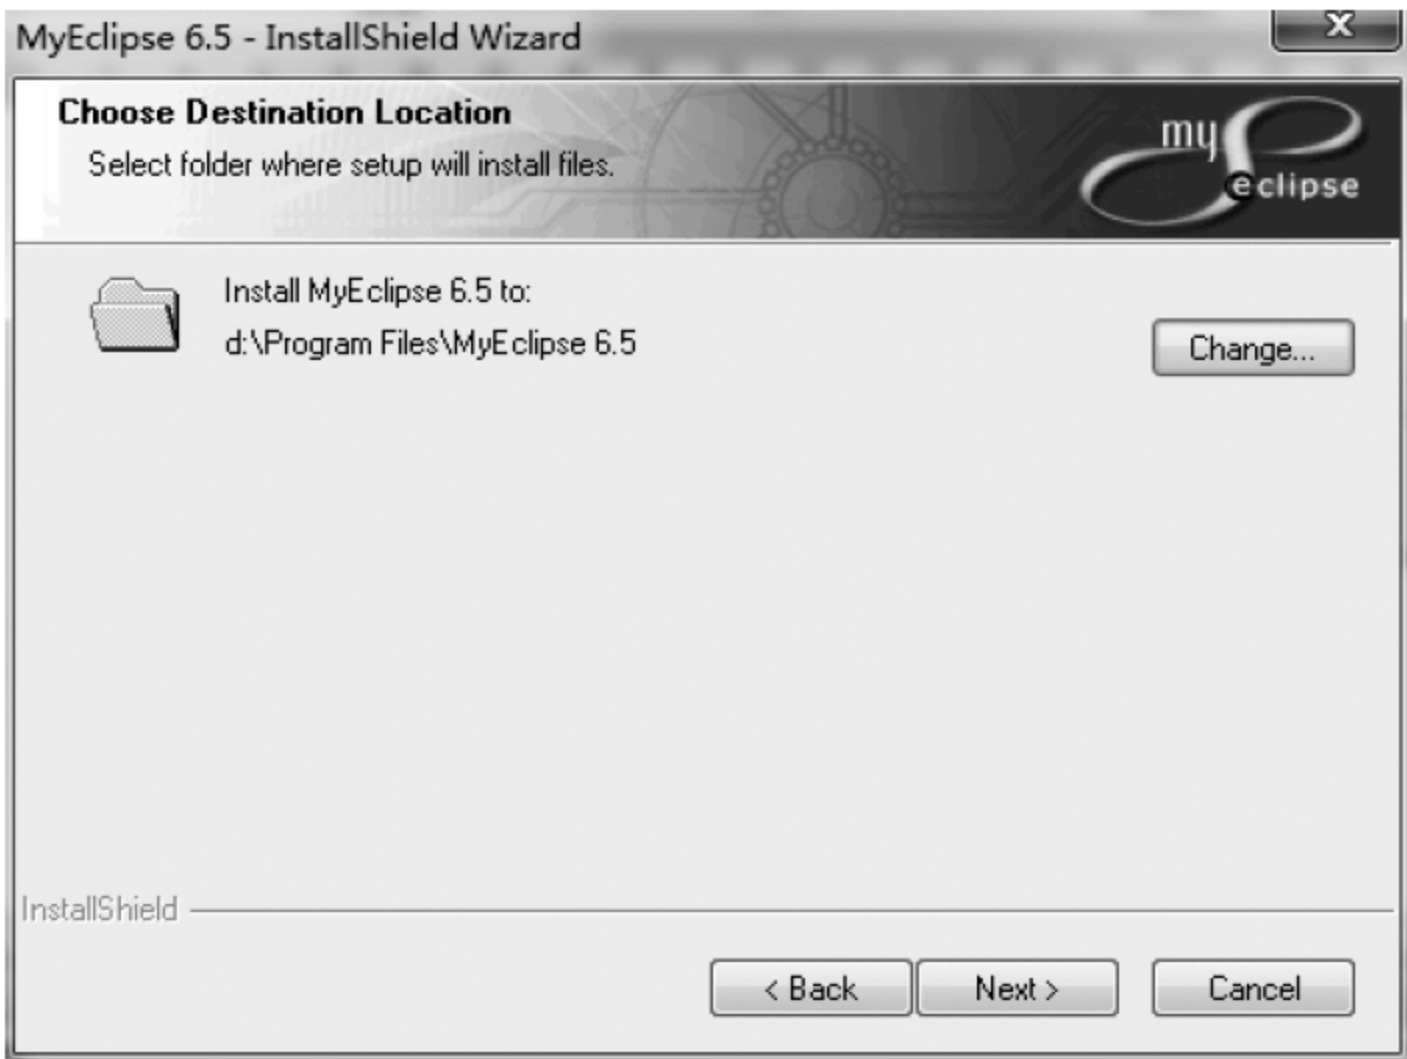 MyEclipse 6.5 - InstallShield Wizard
x
Choose Destination Location
Select folder where setup will install files.
my
eclipse
Install MyEclipse 6.5 to:
d:\Program Files\MyEclipse 6.5
Change...
InstallShield
< Back
Next >
Cancel